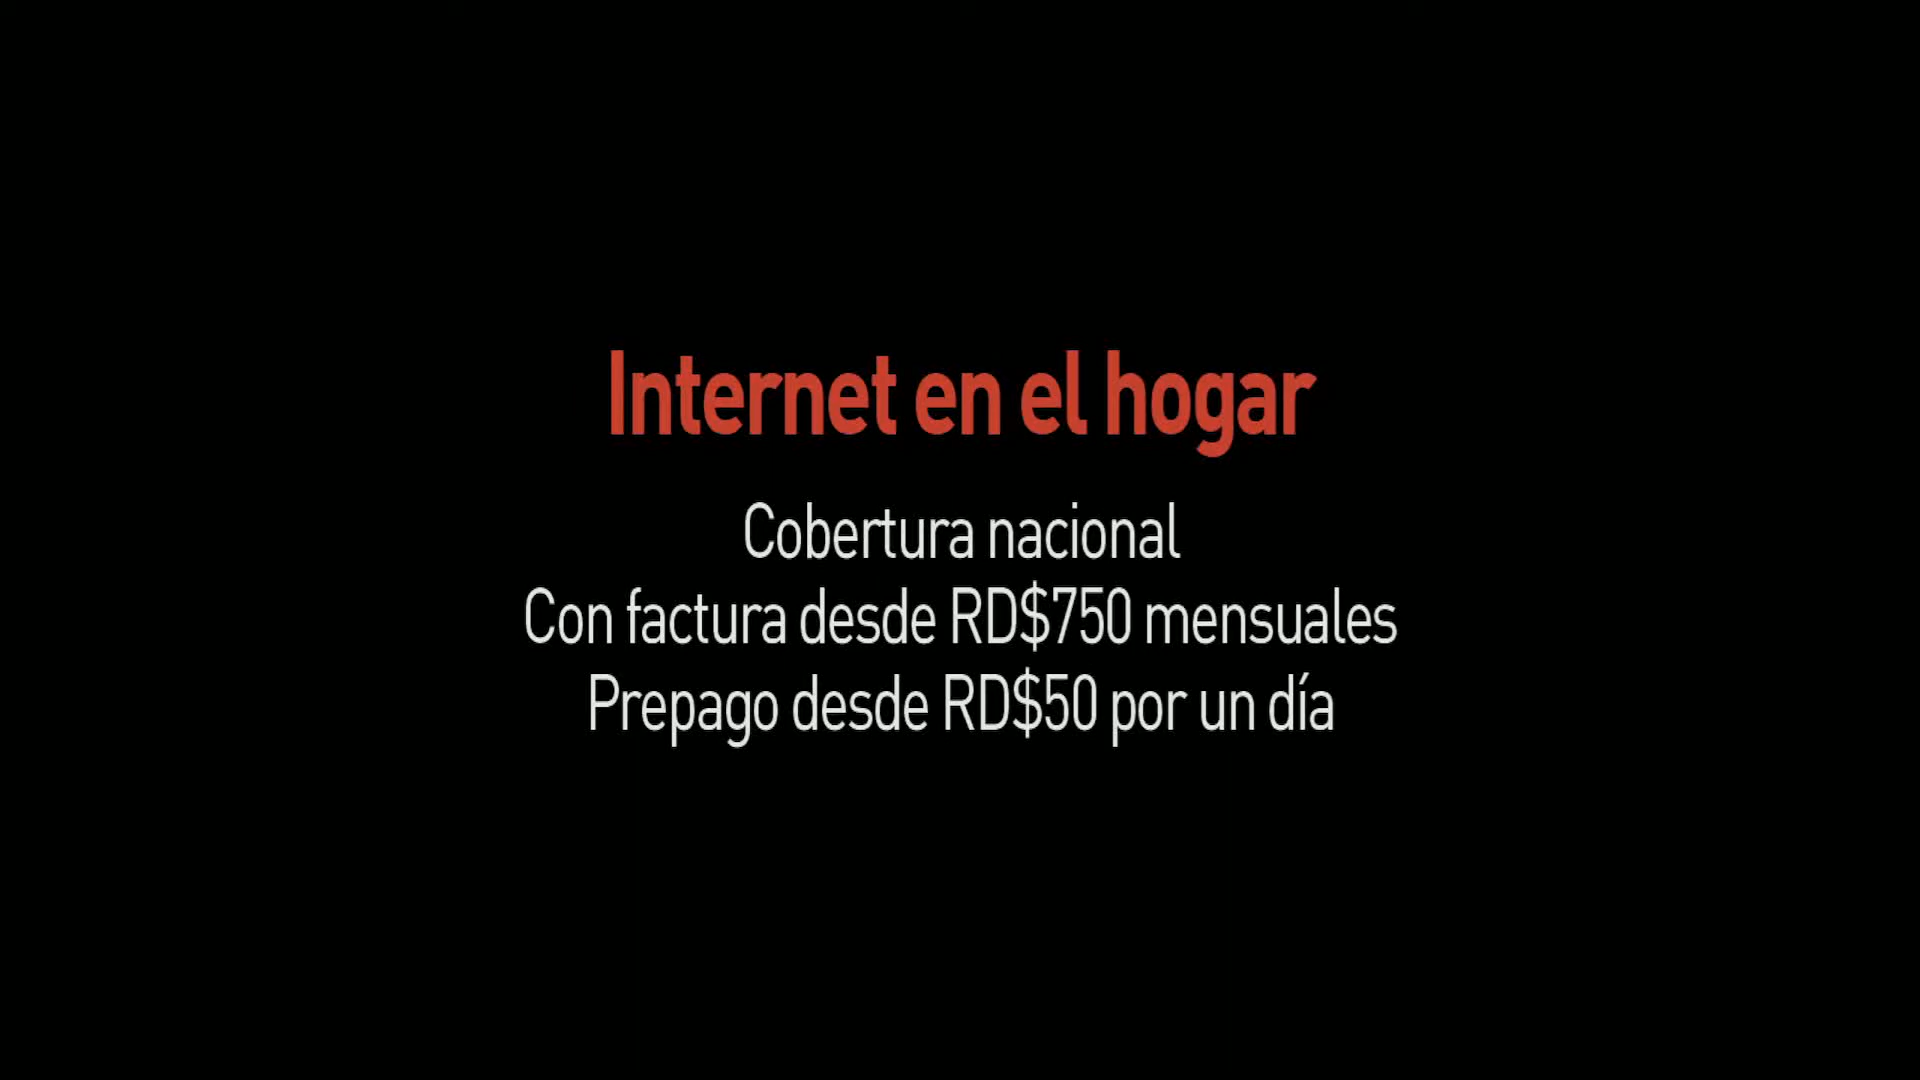 Internet en el hogar
Cobertura nacional
Con factura desde RD$750 mensuales
Prepago desde RD$50 por un día